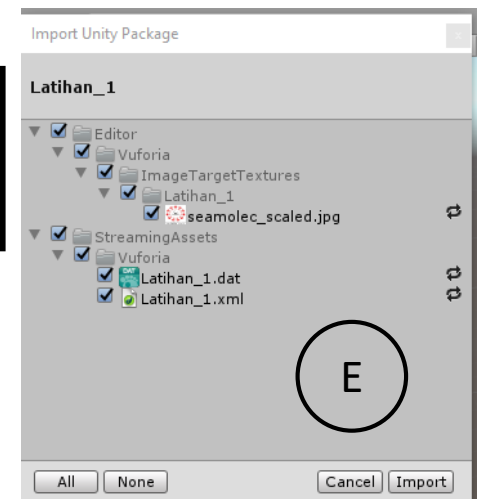 Import Unity Package
x
Latihan_1
Editor
Vuforia
ImageTargetTextures
Latihan_1
seamolec_scaled.jpg
StreamingAssets
Vuforia
DAT
Latihan_1.dat
Latihan_1.xml
E
All None Cancel Import